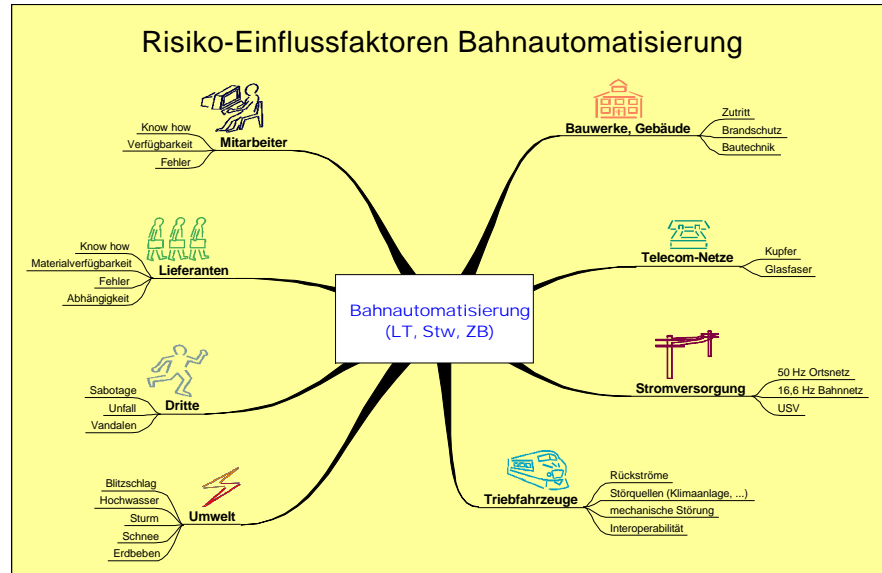 Risiko-Einflussfaktoren Bahnautomatisierung
Know how
Verfügbarkeit
Fehler
Mitarbeiter
Know how
Materialverfügbarkeit
Fehler
Abhängigkeit
Lieferanten
Sabotage
Unfall
Vandalen
Dritte
Blitzschlag
Hochwasser
Sturm
Schnee
Erdbeben
Umwelt
Bahnautomatisierung
(LT, Stw, ZB)
Bauwerke, Gebäude
Zutritt
Brandschutz
Bautechnik
Telecom-Netze
Kupfer
Glasfaser
Stromversorgung
50 Hz Ortsnetz
16,6 Hz Bahnnetz
USV
Triebfahrzeuge
Rückströme
Störquellen (Klimaanlage, ...)
mechanische Störung
Interoperabilität